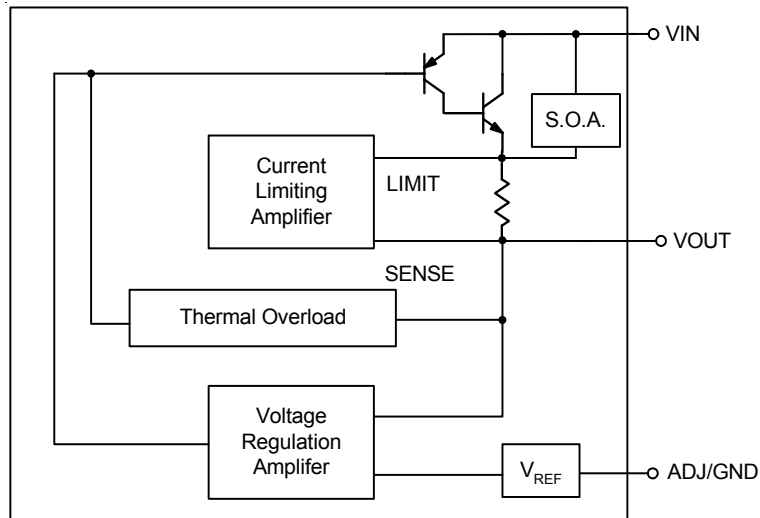 VIN
S.O.A.
Current
Limiting
Amplifier
LIMIT
VOUT
SENSE
Thermal Overload
Voltage
Regulation
Amplifer
VREF
ADJ/GND